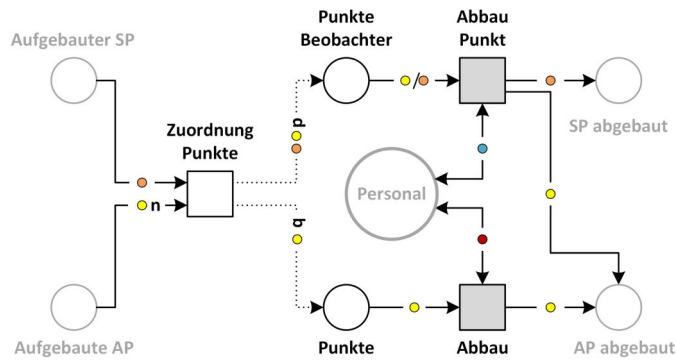 Aufgebauter SP
Punkte
Beobachter
Abbau
Punkt
/
SP abgebaut
d
Zuordnung
Punkte
n
Personal
b
Aufgebaute AP
Punkte
Abbau
AP abgebaut